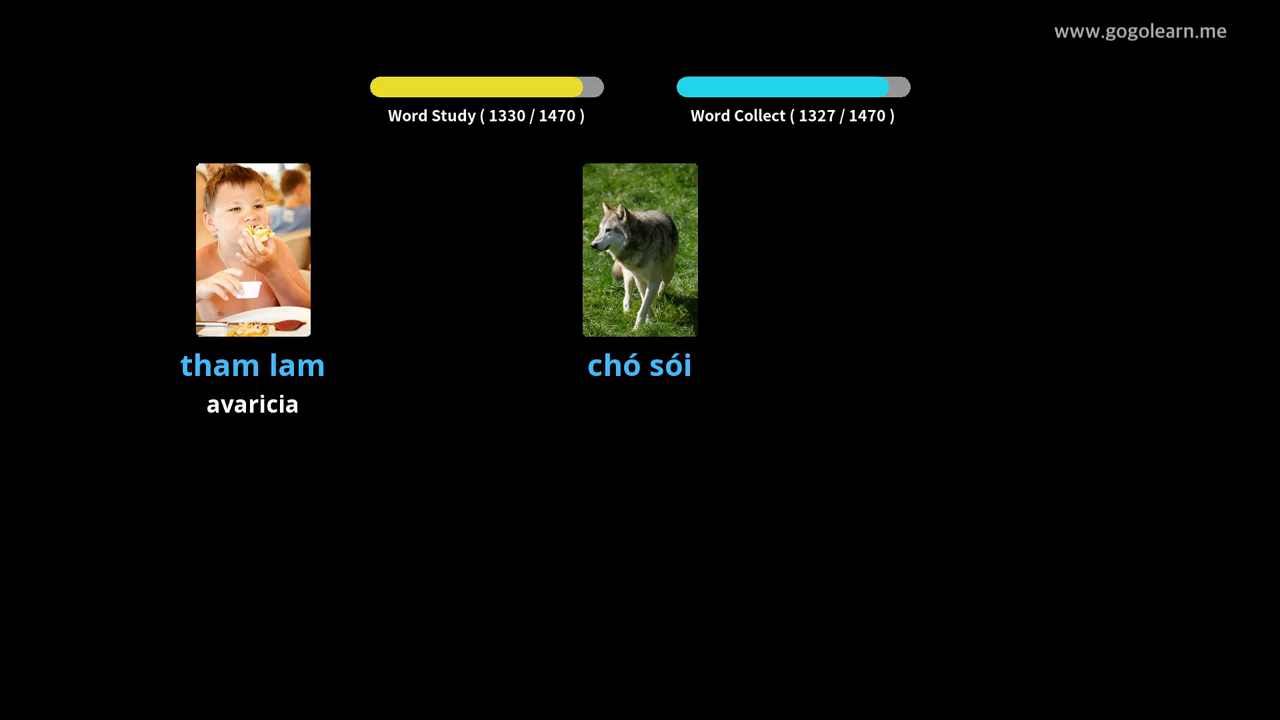 www.gogolearn.me
Word Study ( 1330 / 1470 )
Word Collect ( 1327 / 1470 )
tham lam
avaricia
chó sói